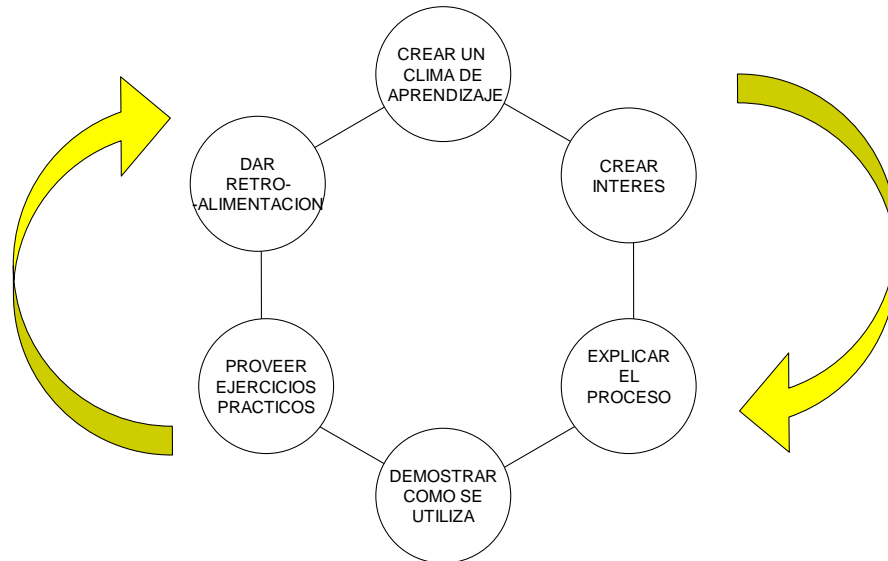 CREAR UN
CLIMA DE
APRENDIZAJE
CREAR
INTERES
EXPLICAR
EL
PROCESO
DEMOSTRAR
COMO SE
UTILIZA
PROVEER
EJERCICIOS
PRACTICOS
DAR
RETRO-
-ALIMENTACION